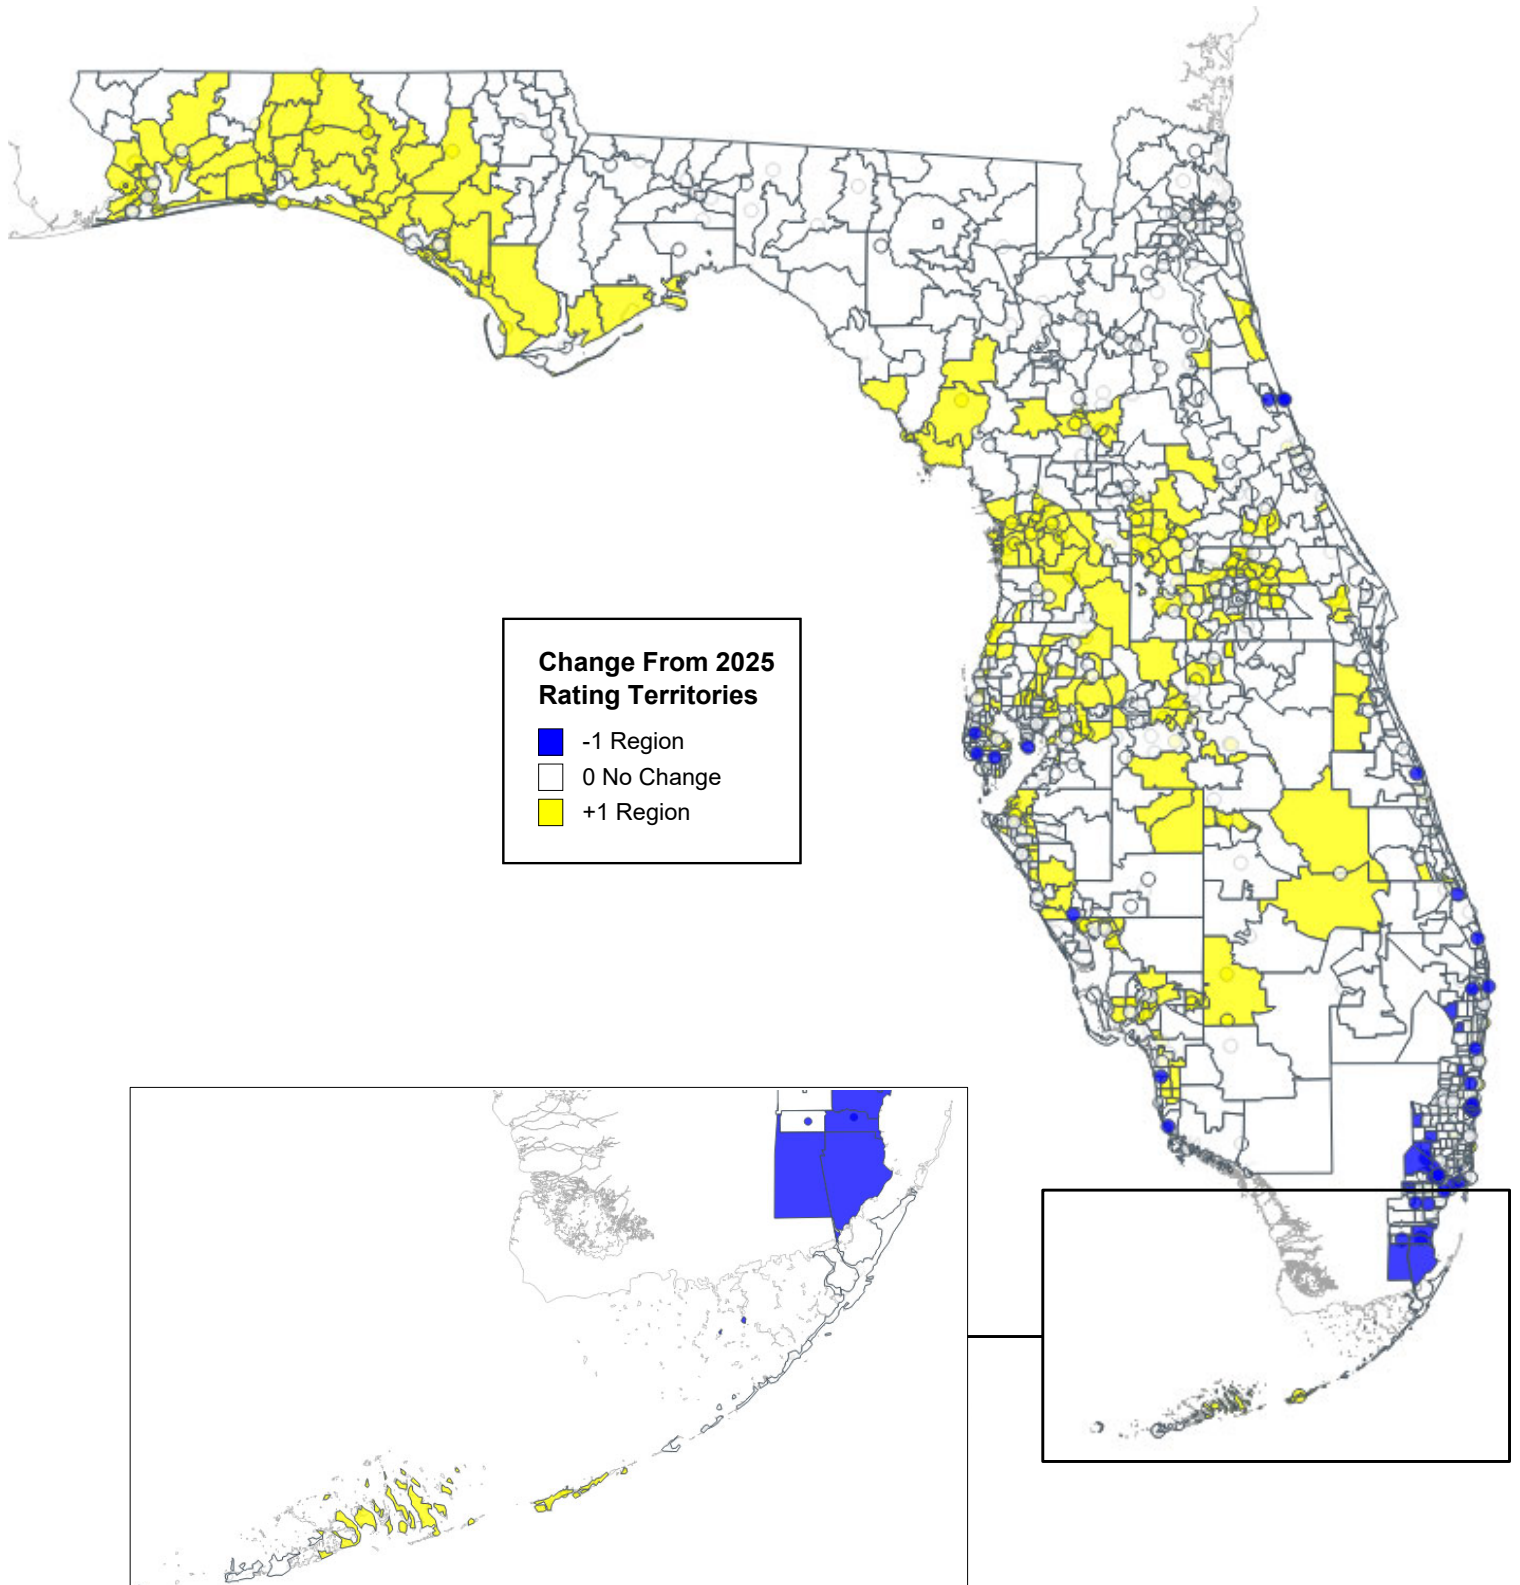 Change From 2025
Rating Territories
-1 Region
0 No Change
+1 Region